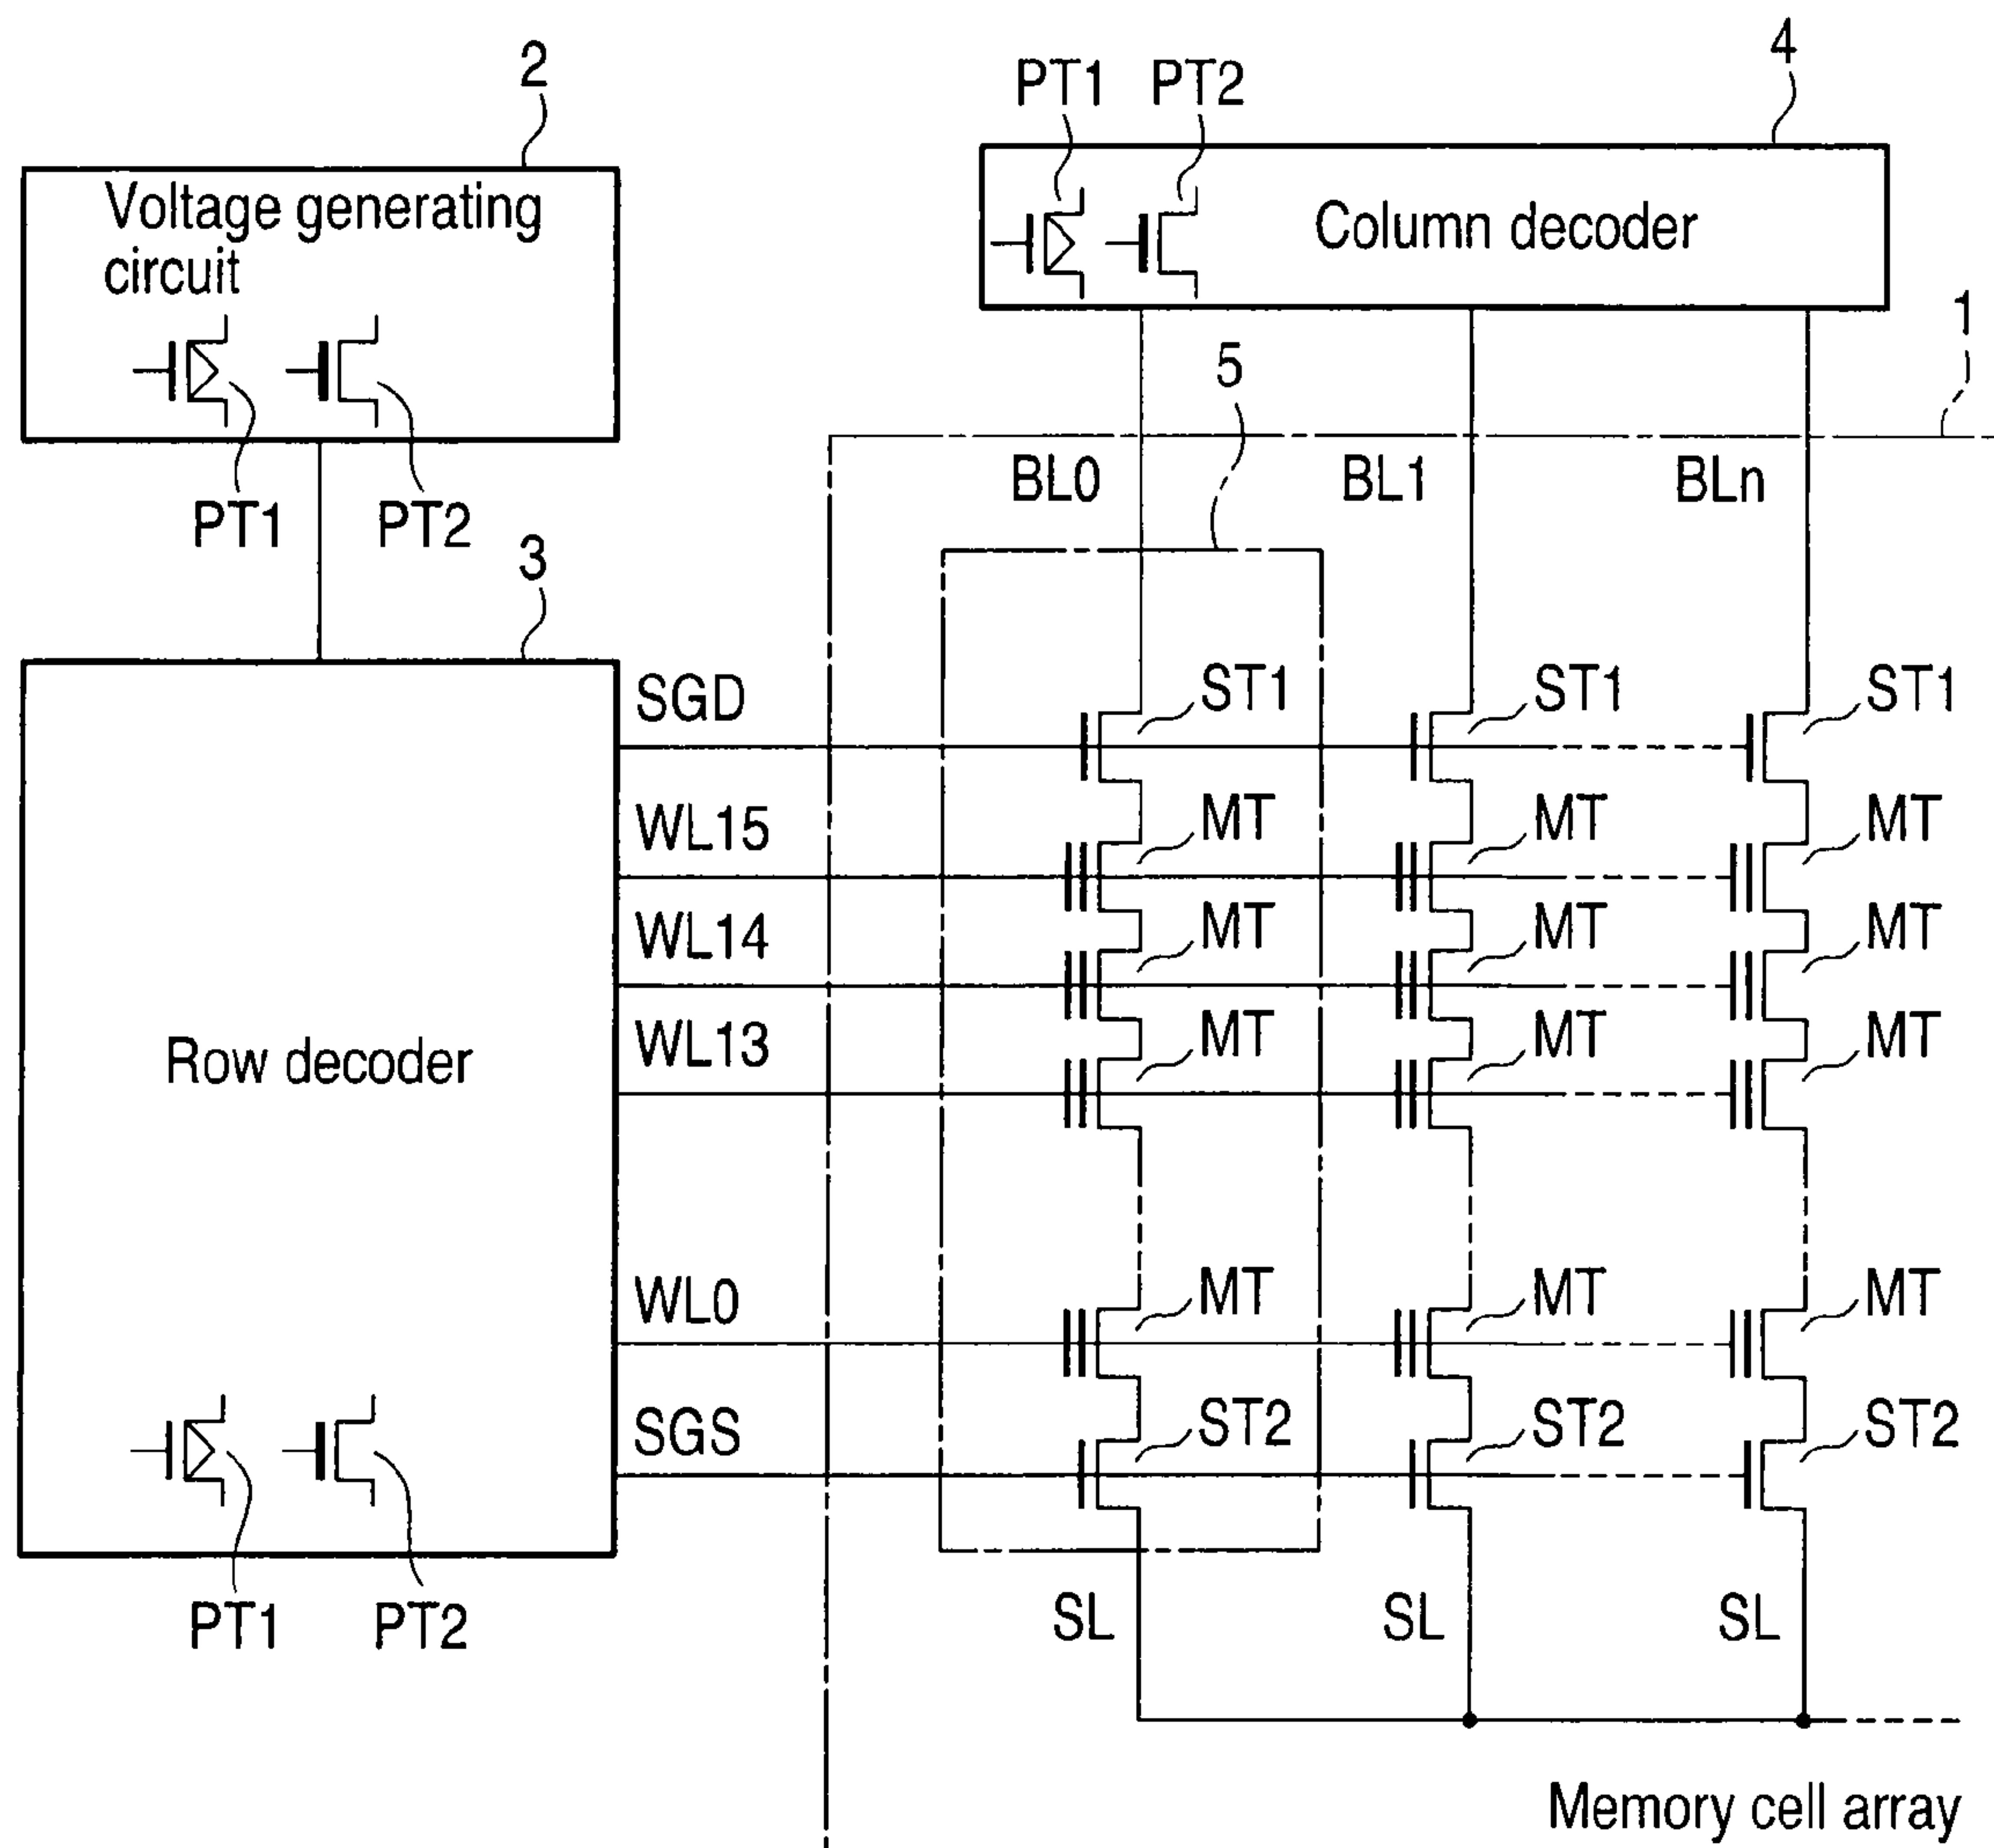 2
Voltage generating
circuit
PT1 PT2
PT1 PT2
4
Column decoder
1
5
BL0 BL1 BLn
3
Row decoder
PT1 PT2
SGD ST1 ST1 ST1
WL15 MT MT MT
WL14 MT MT MT
WL13 MT MT MT
WL0 MT MT MT
SGS ST2 ST2 ST2
SL SL SL
Memory cell array